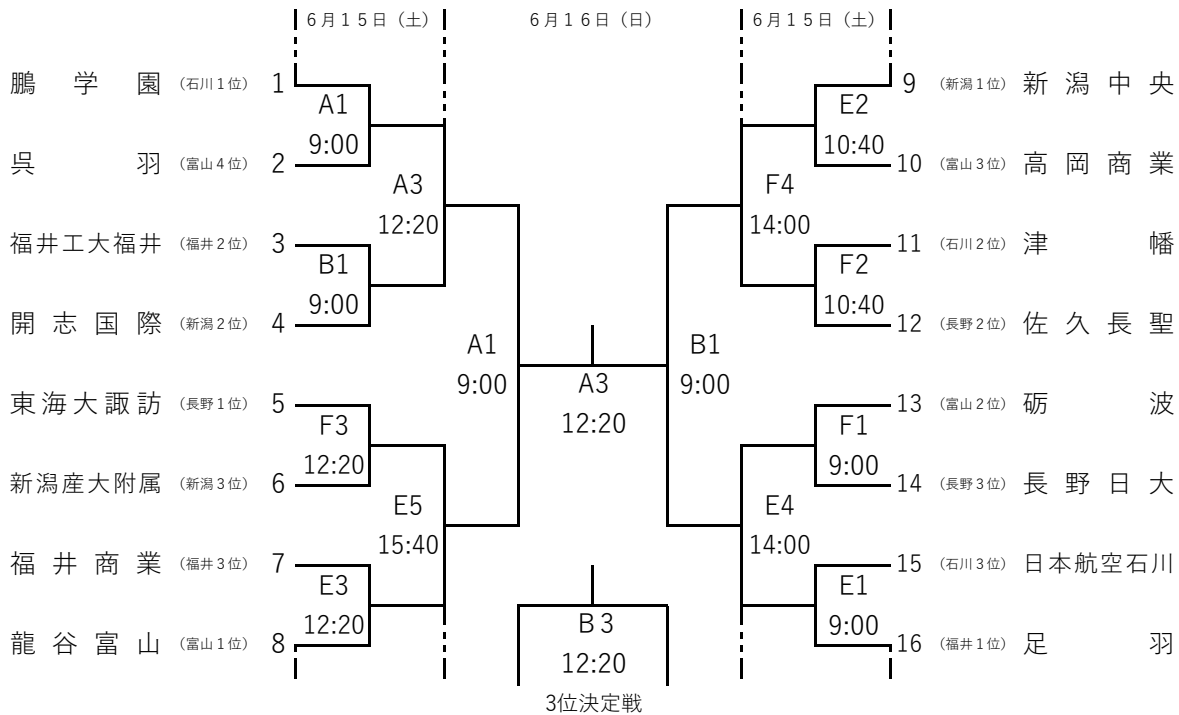 6月15日（土） 6月16日（日） 6月15日（土）
鵬学園 （石川1位） 1 9 （新潟1位） 新潟中央
A1 E2
9:00 10:40
呉羽 （富山4位） 2 10 （富山3位） 高岡商業
A3 F4
12:20 14:00
福井工大福井 （福井2位） 3 11 （石川2位） 津幡
B1 F2
9:00 10:40
開志国際 （新潟2位） 4 12 （長野2位） 佐久長聖
A1 B1
9:00 A3 9:00
東海大諏訪 （長野1位） 5 13 （富山2位） 砺波
F3 12:20 F1
12:20 9:00
新潟産大附属 （新潟3位） 6 14 （長野3位） 長野日大
E5 E4
15:40 14:00
福井商業 （福井3位） 7 15 （石川3位） 日本航空石川
E3 E1
12:20 B3 9:00
龍谷富山 （富山1位） 8 16 （福井1位） 足羽
12:20
3位決定戦